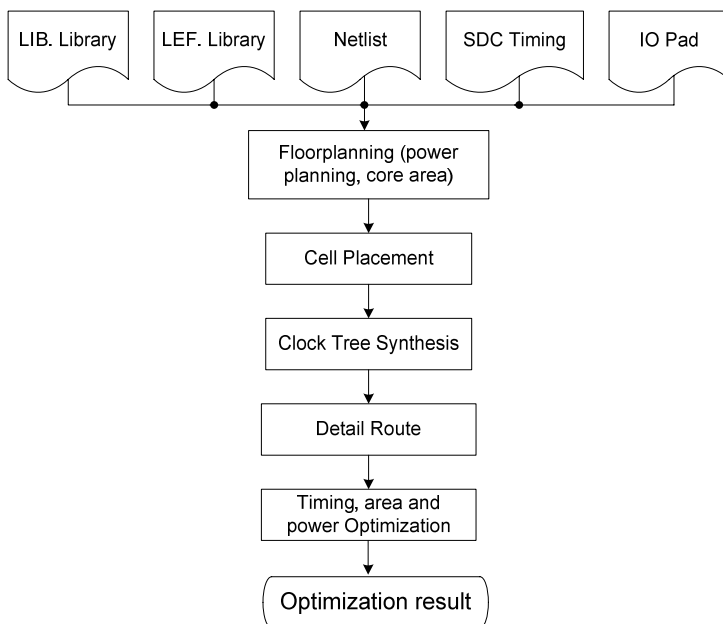 LIB. Library
LEF. Library
Netlist
SDC Timing
IO Pad
Floorplanning (power
planning, core area)
Cell Placement
Clock Tree Synthesis
Detail Route
Timing, area and
power Optimization
Optimization result